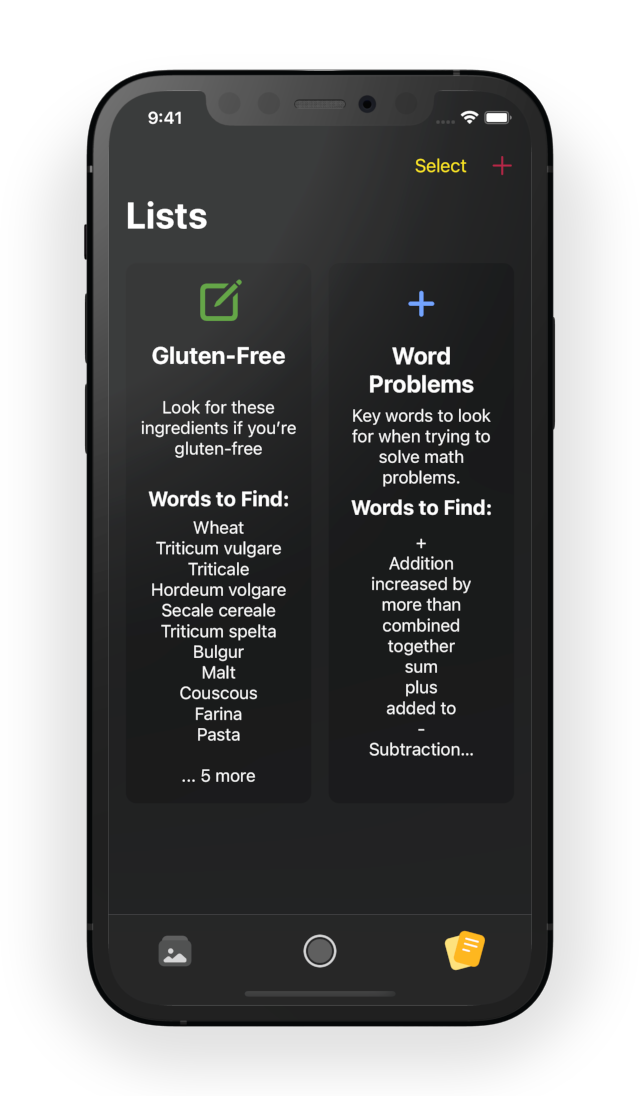 9:41
Select
Lists
Gluten-Free
Look for these
ingredients if you're
gluten-free
Words to Find:
Wheat
Triticum vulgare
Triticale
Hordeum volgare
Secale cereale
Triticum spelta
Bulgur
Malt
Couscous
Farina
Pasta
... 5 more
Word
Problems
Key words to look
for when trying to
solve math
problems.
Words to Find:
+
Addition
increased by
more than
combined
together
sum
plus
added to
-
Subtraction...